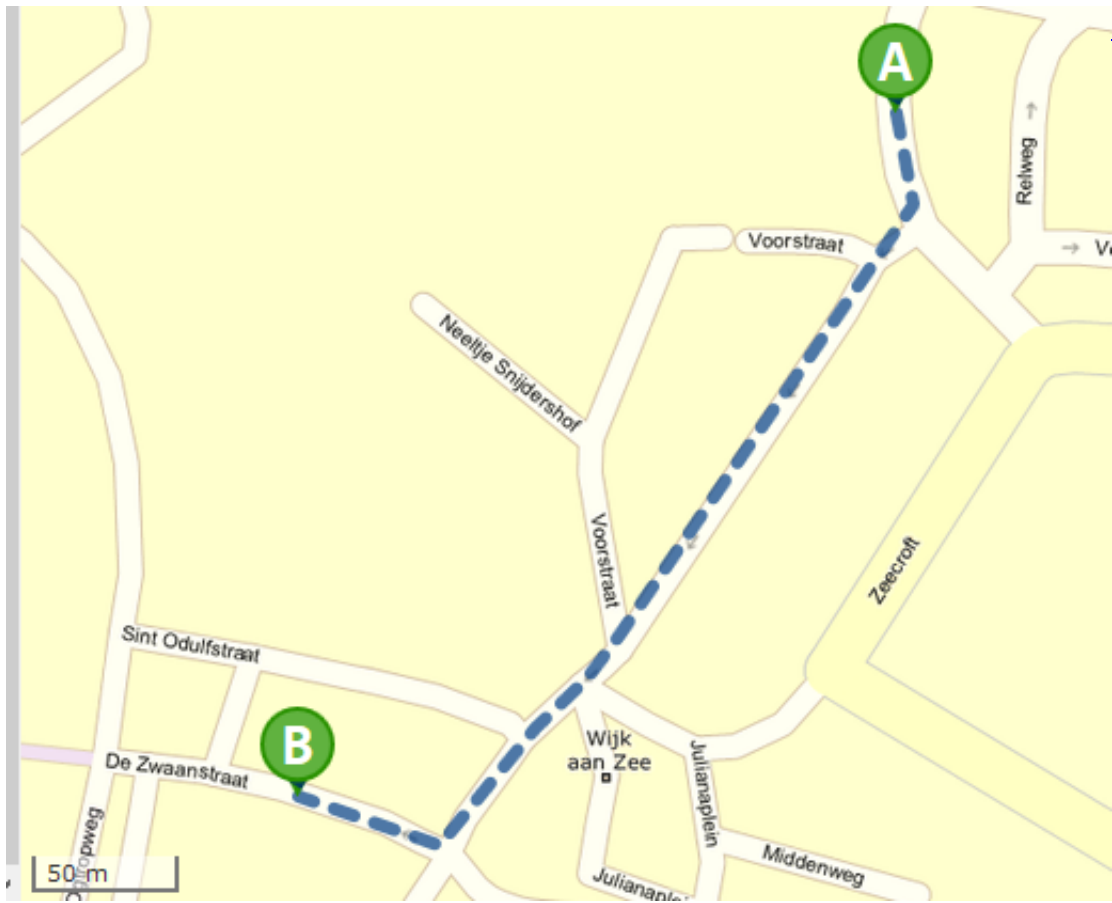 A
Relweg
Voorstraat
Neeltje Snijdershof
Voorstraat
Zeecroft
Sint Odulfstraat
B
Wijk
aan Zee
De Zwaanstraat
Julianaplein
Middenweg
50 m